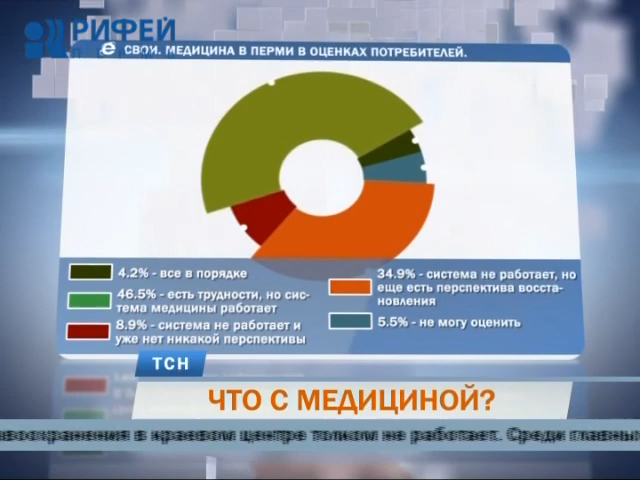 РИФЕЙ
СВОИ. МЕДИЦИНА В ПЕРМИ В ОЦЕНКАХ ПОТРЕБИТЕЛЕЙ.
4.2% - все в порядке
46.5% - есть трудности, но сис-
тема медицины работает
8.9% - система не работает и
уже нет никакой перспективы
34.9% - система не работает, но
еще есть перспектива восста-
новления
5.5% - не могу оценить
ТСН
ЧТО С МЕДИЦИНОЙ?
воохранения в краевом центре толком не работает. Среди главных